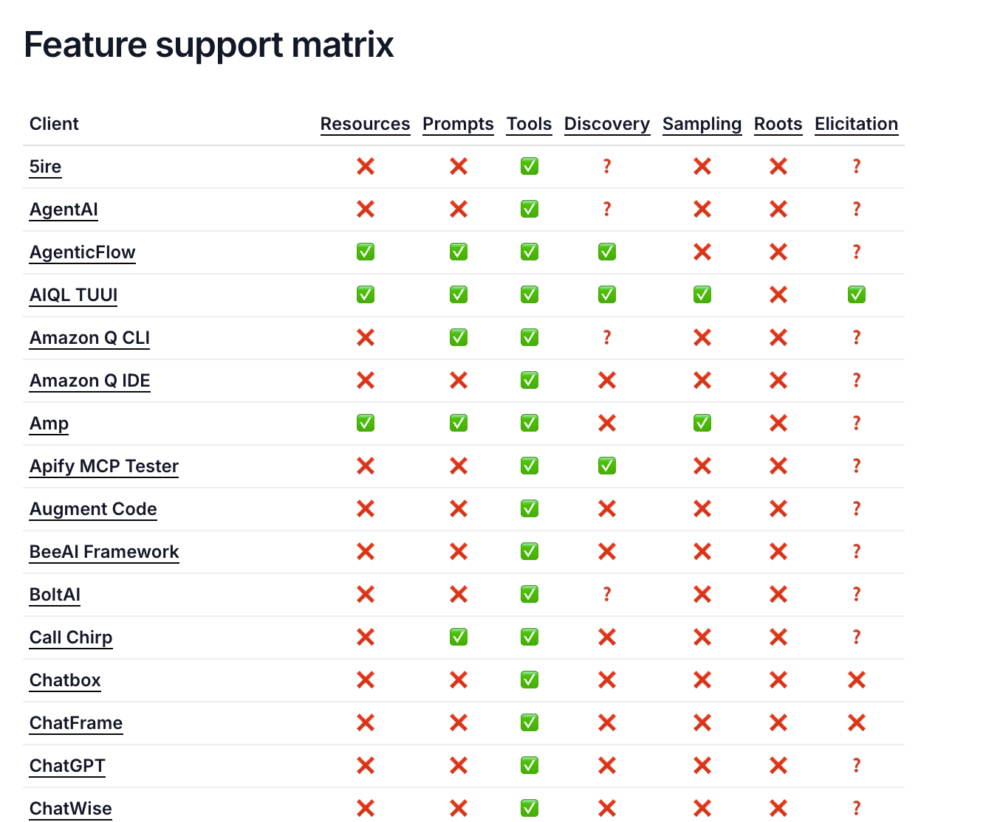 Feature support matrix
Client Resources Prompts Tools Discovery Sampling Roots Elicitation
5ire ❌ ❌ ✅ ❓ ❌ ❌ ❓
AgentAI ❌ ❌ ✅ ❓ ❌ ❌ ❓
AgenticFlow ✅ ✅ ✅ ✅ ❌ ❌ ❓
AIQL TUUI ✅ ✅ ✅ ✅ ✅ ❌ ✅
Amazon Q CLI ❌ ✅ ✅ ❓ ❌ ❌ ❓
Amazon Q IDE ❌ ❌ ✅ ❌ ❌ ❌ ❓
Amp ✅ ✅ ✅ ❌ ✅ ❌ ❓
Apify MCP Tester ❌ ❌ ✅ ✅ ❌ ❌ ❓
Augment Code ❌ ❌ ✅ ❌ ❌ ❌ ❓
BeeAI Framework ❌ ❌ ✅ ❌ ❌ ❌ ❓
BoltAI ❌ ❌ ✅ ❓ ❌ ❌ ❓
Call Chirp ❌ ✅ ✅ ❌ ❌ ❌ ❓
Chatbox ❌ ❌ ✅ ❌ ❌ ❌ ❌
ChatFrame ❌ ❌ ✅ ❌ ❌ ❌ ❌
ChatGPT ❌ ❌ ✅ ❌ ❌ ❌ ❓
ChatWise ❌ ❌ ✅ ❌ ❌ ❌ ❓